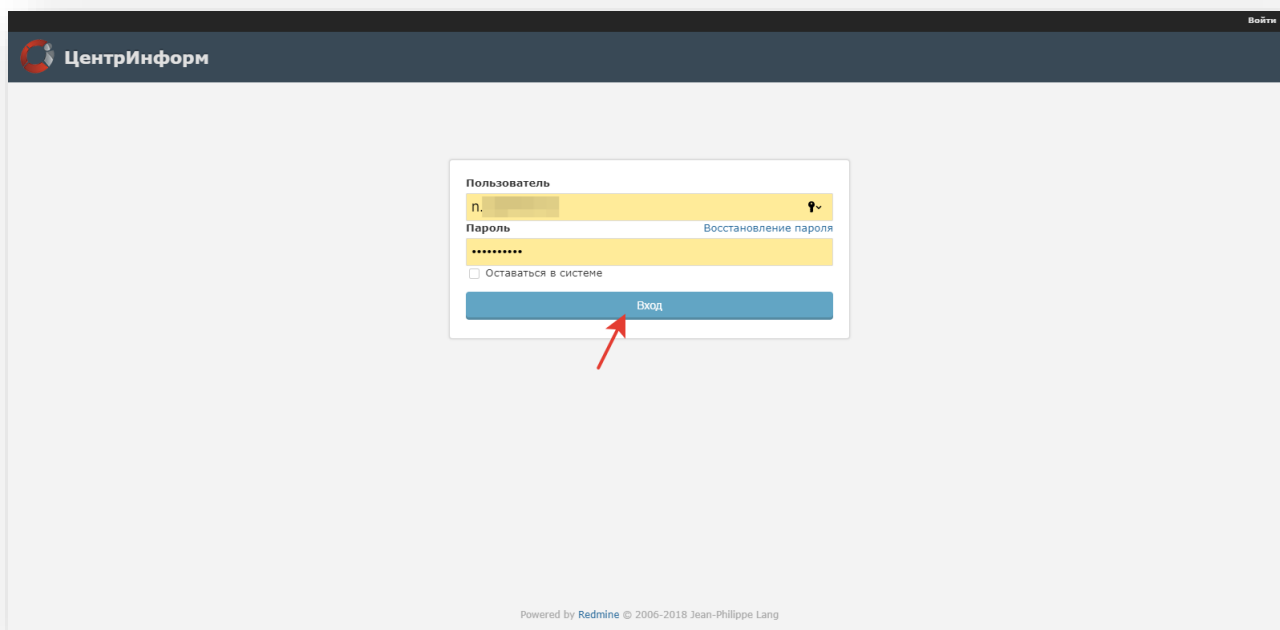 Войти
ЦентрИнформ
Пользователь
n.
Пароль Восстановление пароля
••••••••••
Оставаться в системе
Вход
Powered by Redmine © 2006-2018 Jean-Philippe Lang